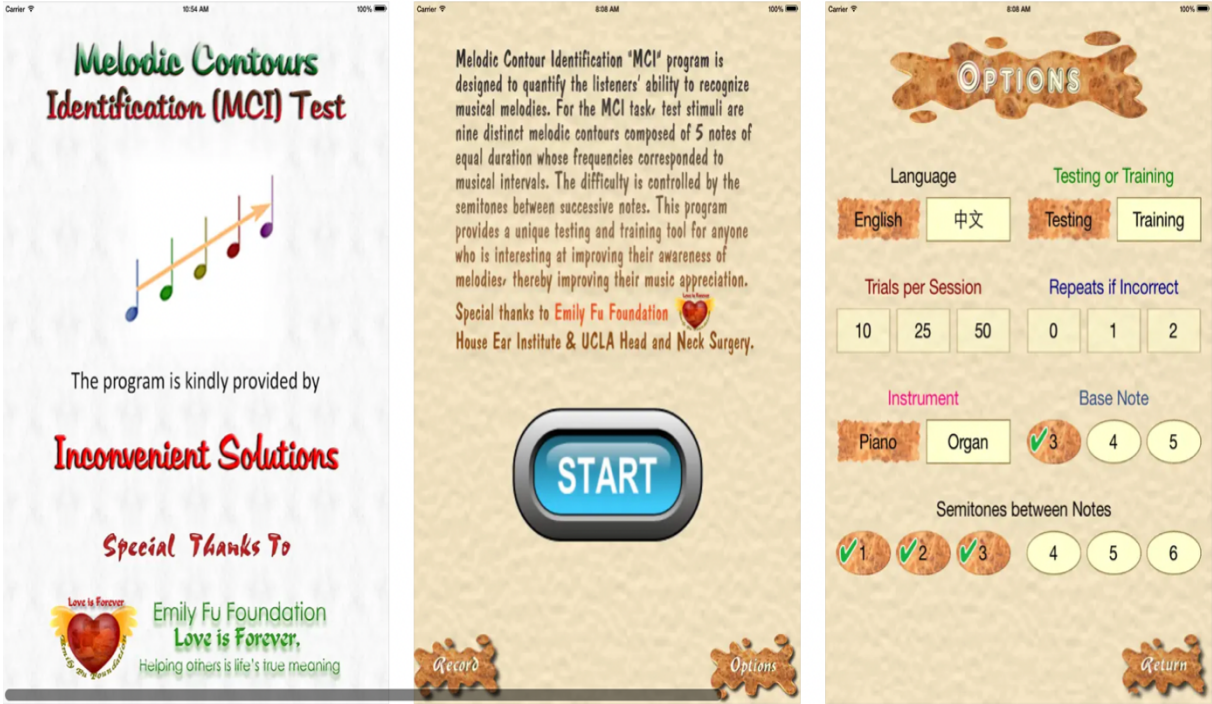 Carrier
10:54 AM
100%
Melodic Contours
Identification (MCI) Test
The program is kindly provided by
Inconvenient Solutions
Special Thanks To
Love is Forever
Emily Fu Foundation
Emily Fu Foundation
Love is Forever,
Helping others is life's true meaning
Carrier
8:08 AM
100%
Melodic Contour Identification "MCI" program is
designed to quantify the listeners' ability to recognize
musical melodies. For the MCI task, test stimuli are
nine distinct melodic contours composed of 5 notes of
equal duration whose frequencies corresponded to
musical intervals. The difficulty is controlled by the
semitones between successive notes. This program
provides a unique testing and training tool for anyone
who is interesting at improving their awareness of
melodies, thereby improving their music appreciation.
Special thanks to Emily Fu Foundation
Love is Forever
House Ear Institute & UCLA Head and Neck Surgery.
START
Record
Options
Carrier
8:08 AM
100%
OPTIONS
Language
Testing or Training
English
中文
Testing
Training
Trials per Session
Repeats if Incorrect
10
25
50
0
1
2
Instrument
Base Note
Piano
Organ
3
4
5
Semitones between Notes
1
2
3
4
5
6
Return